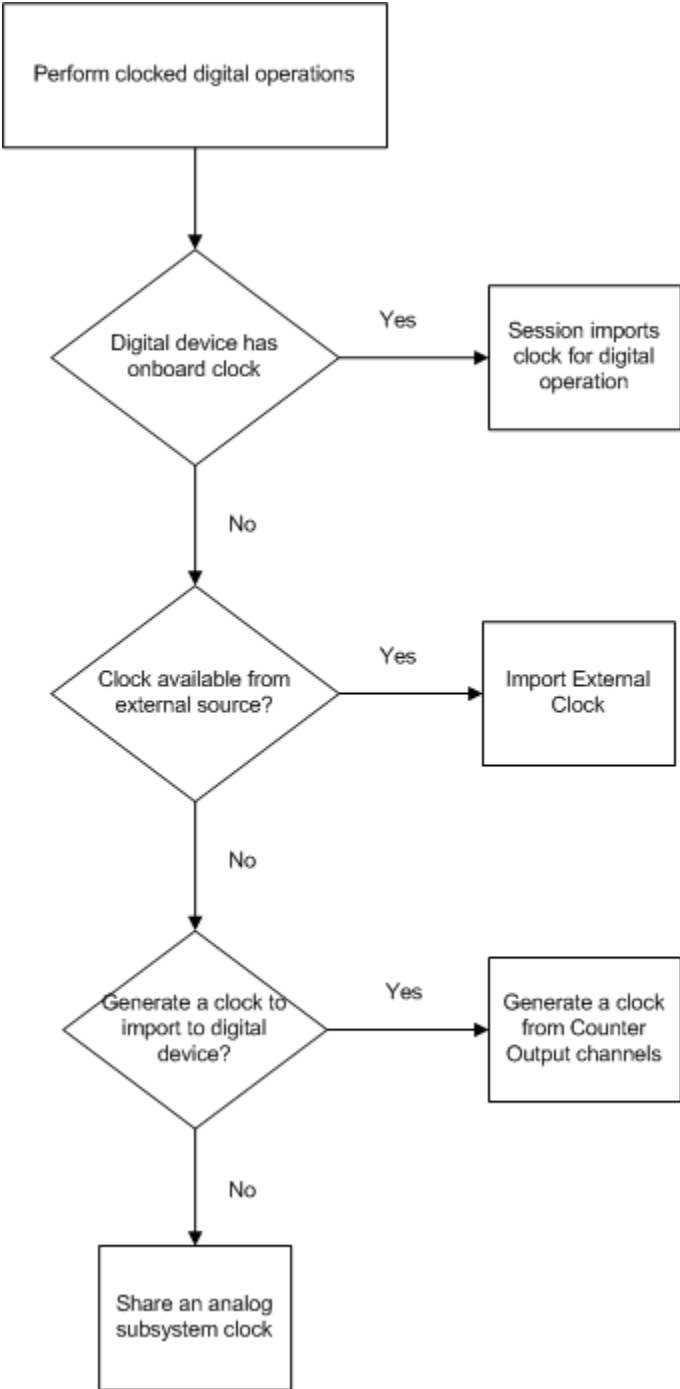 Perform clocked digital operations
Digital device has
onboard clock
Yes
Session imports
clock for digital
operation
No
Clock available from
external source?
Yes
Import External
Clock
No
Generate a clock to
import to digital
device?
Yes
Generate a clock
from Counter
Output channels
No
Share an analog
subsystem clock